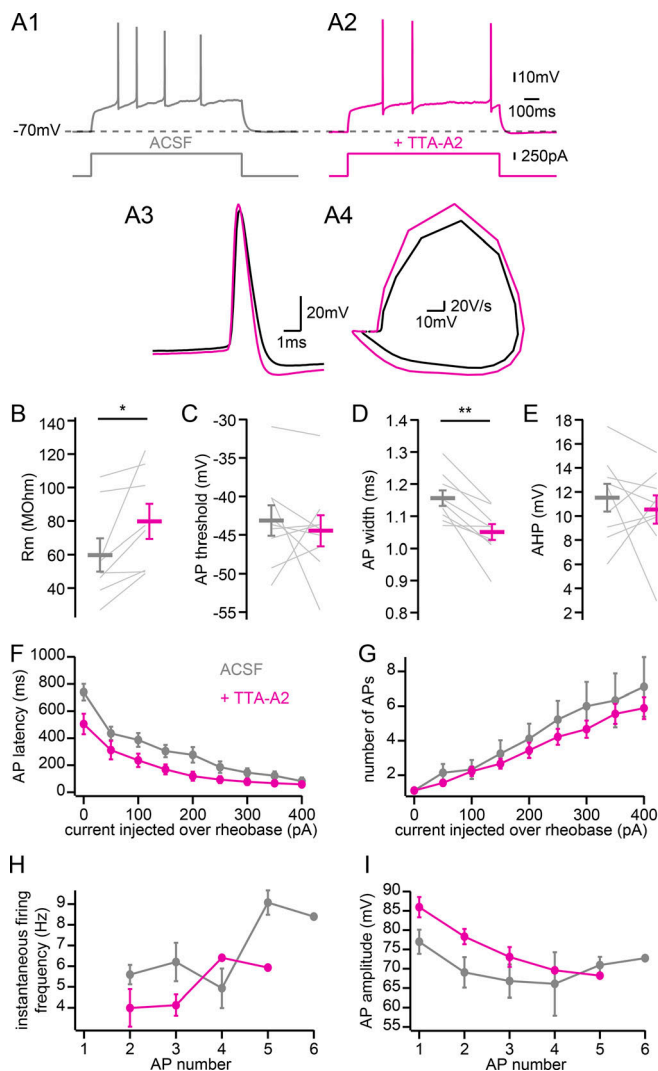 A1
A2
10mV
100ms
-70mV
ACSF
+ TTA-A2
250pA
A3
A4
20mV
1ms
20V/s
10mV
B
*
Rm (MOhm)
140
120
100
80
60
40
C
AP threshold (mV)
-30
-35
-40
-45
-50
-55
D
**
AP width (ms)
1.4
1.3
1.2
1.1
1.0
0.9
0.8
E
AHP (mV)
18
16
14
12
10
8
6
4
2
F
AP latency (ms)
1000
800
600
400
200
0
ACSF
+ TTA-A2
0 100 200 300 400
current injected over rheobase (pA)
G
number of APs
8
6
4
2
0 100 200 300 400
current injected over rheobase (pA)
H
instantaneous firing
frequency (Hz)
9
8
6
5
4
1 2 3 4 5 6
AP number
I
AP amplitude (mV)
95
90
85
80
75
70
65
55
1 2 3 4 5 6
AP number